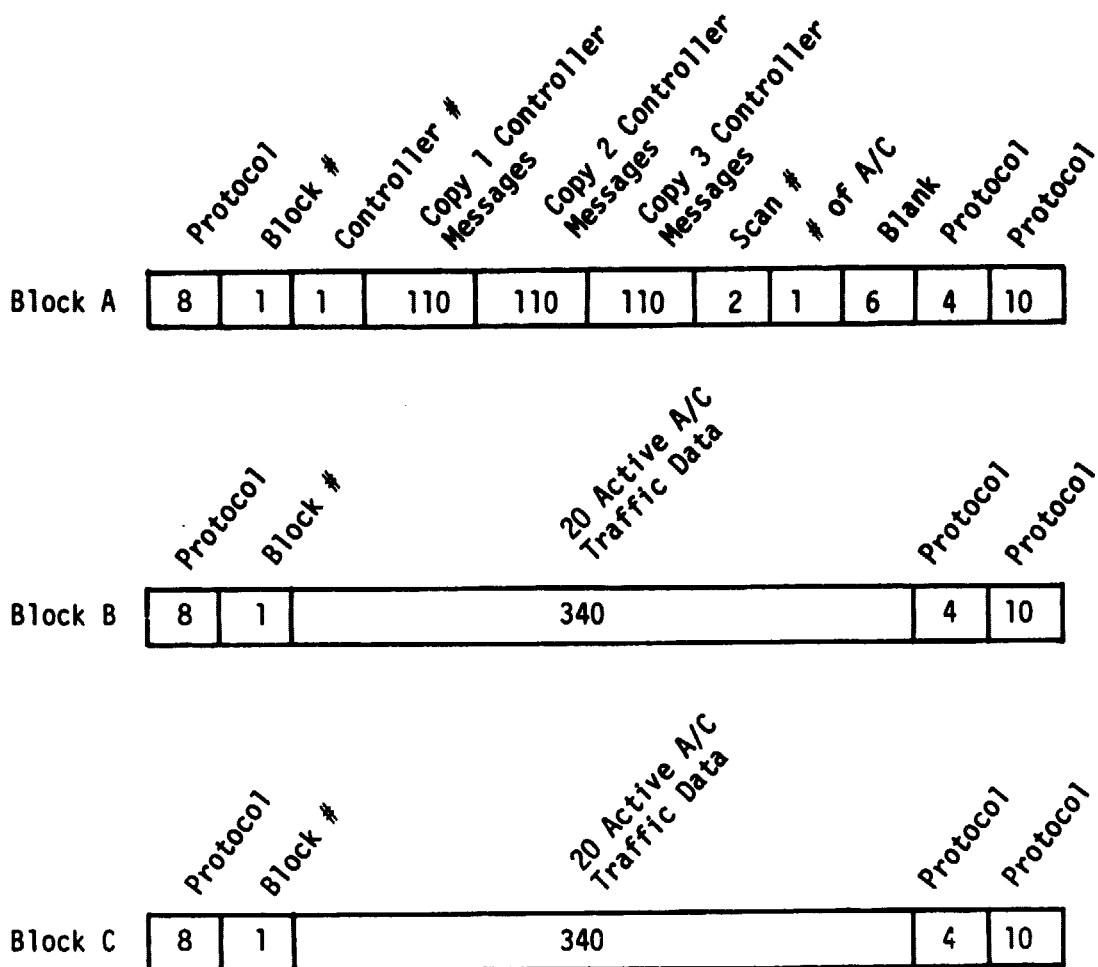 Protocol
Block #
Controller #
Copy 1 Controller
Messages
Copy 2 Controller
Messages
Copy 3 Controller
Messages
Scan #
# of A/C
Blank
Protocol
Protocol
Block A 8 1 1 110 110 110 2 1 6 4 10
Protocol
Block #
20 Active A/C
Traffic Data
Protocol
Protocol
Block B 8 1 340 4 10
Protocol
Block #
20 Active A/C
Traffic Data
Protocol
Protocol
Block C 8 1 340 4 10